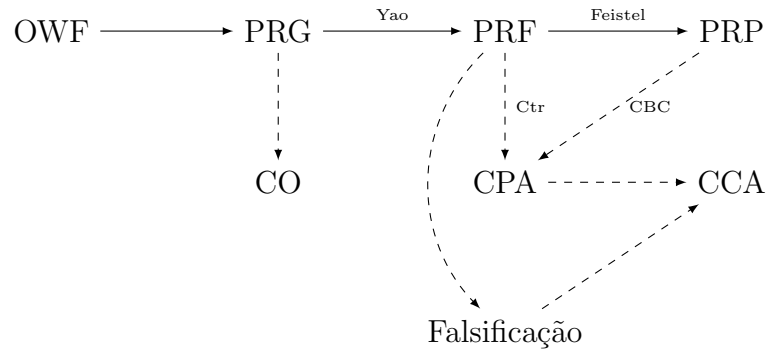 Yao Feistel
OWF PRG PRF PRP
Ctr CBC
CO CPA CCA
Falsificação